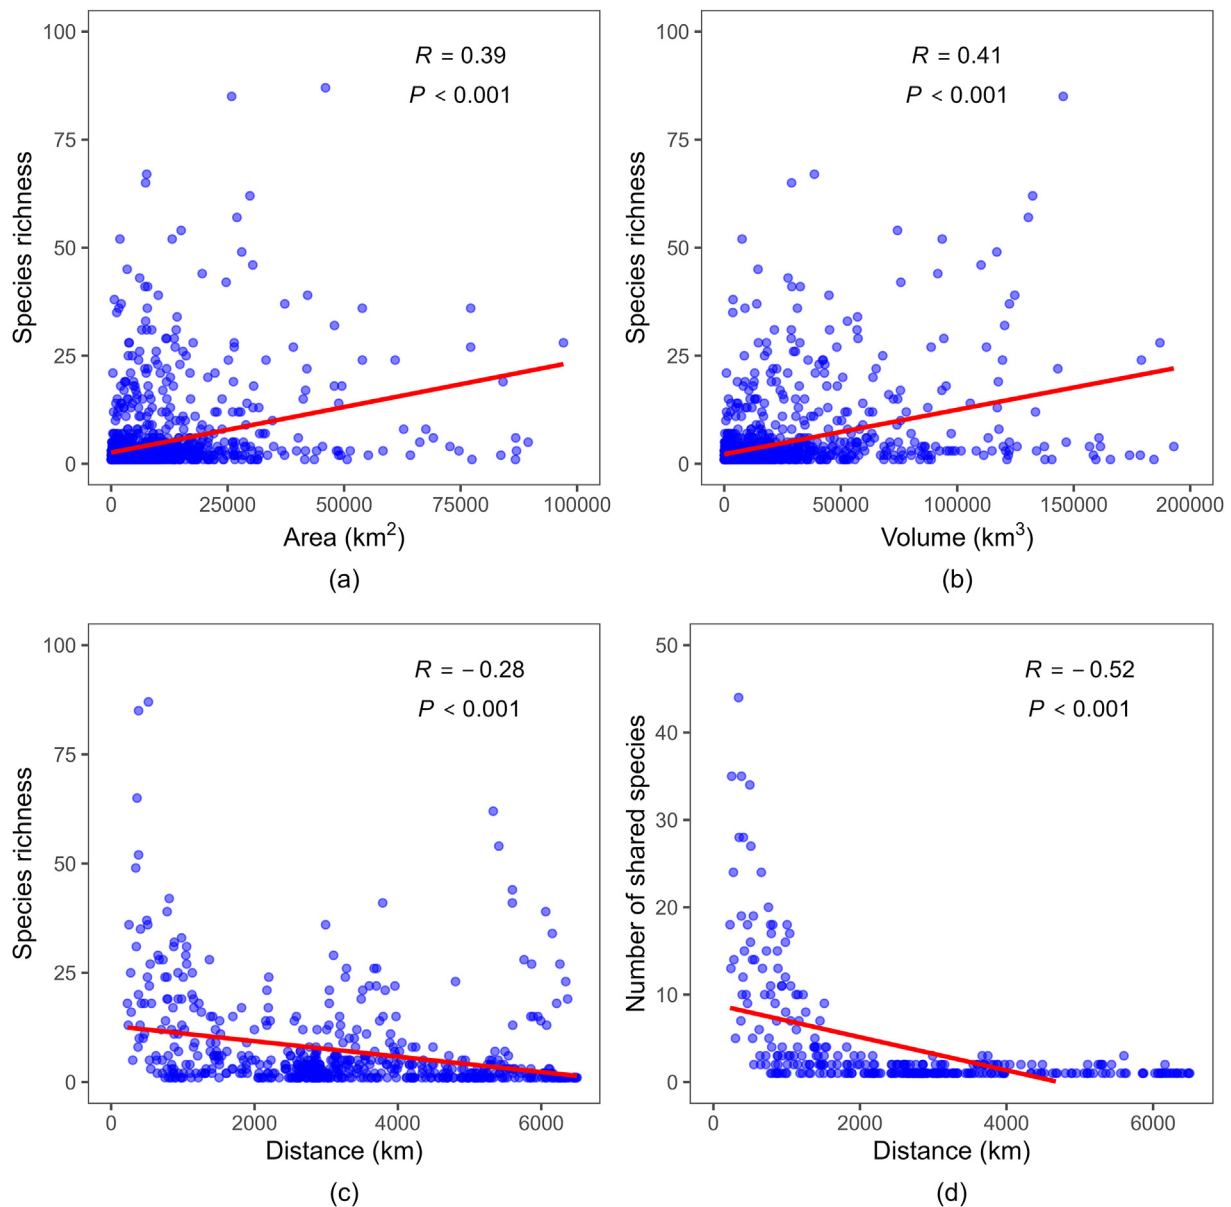 R = 0.39
P < 0.001
100
75
50
25
0
Species richness
0 25000 50000 75000 100000
Area (km²)
(a)
R = 0.41
P < 0.001
100
75
50
25
0
Species richness
0 50000 100000 150000 200000
Volume (km³)
(b)
R = − 0.28
P < 0.001
100
75
50
25
0
Species richness
0 2000 4000 6000
Distance (km)
(c)
R = − 0.52
P < 0.001
50
40
30
20
10
0
Number of shared species
0 2000 4000 6000
Distance (km)
(d)